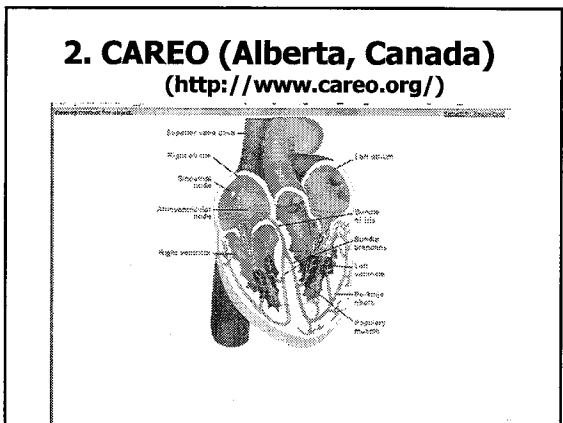 2. CAREO (Alberta, Canada)
(http://www.careo.org/)
Superior vena cava
Right atrium
Left atrium
Sinoatrial
node
Atrioventricular
node
Bundle
of His
Bundle
branches
Right ventricle
Left
ventricle
Purkinje
fibers
Papillary
muscle